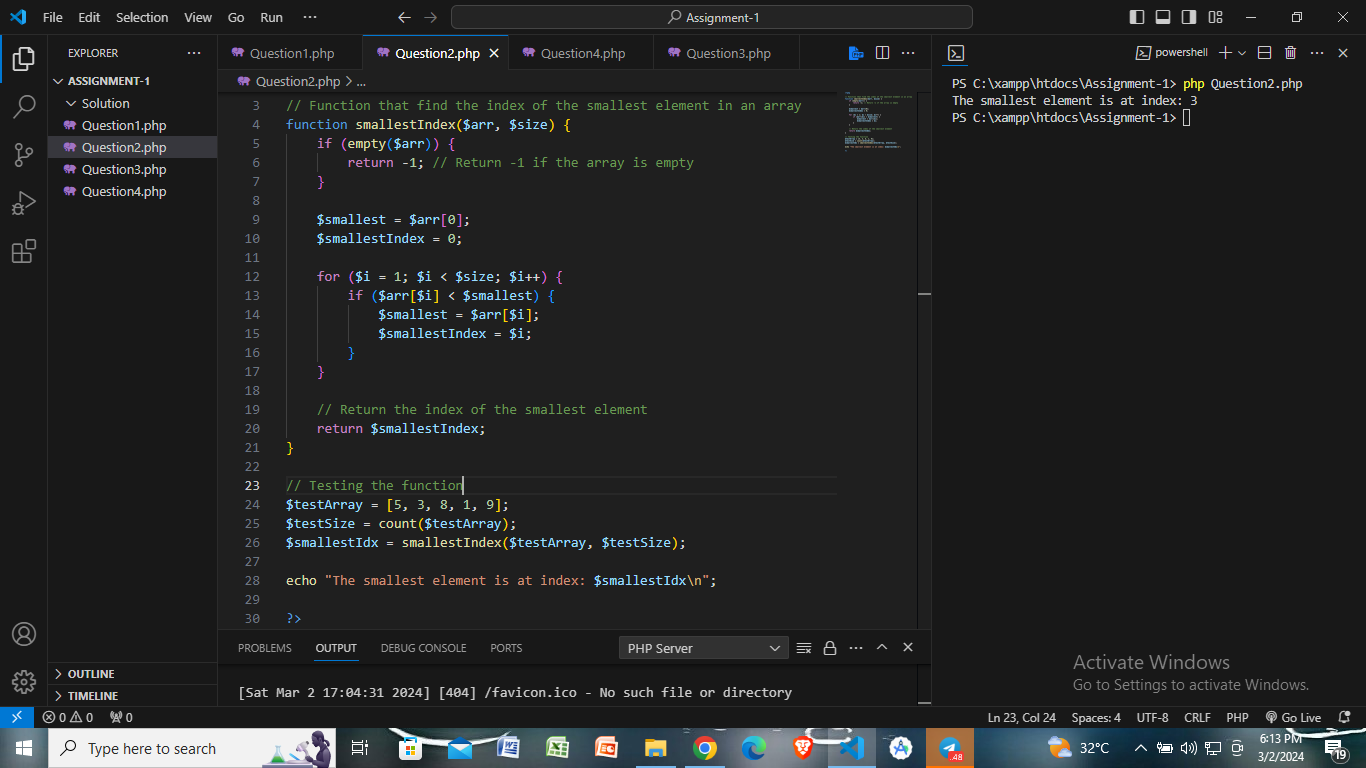 File Edit Selection View Go Run ··· Assignment-1
EXPLORER ···
ASSIGNMENT-1
Solution
Question1.php
Question2.php
Question3.php
Question4.php
OUTLINE
TIMELINE
Question1.php Question2.php Question4.php Question3.php
Question2.php > ...
3 // Function that find the index of the smallest element in an array
4 function smallestIndex($arr, $size) {
5 if (empty($arr)) {
6 return -1; // Return -1 if the array is empty
7 }
8
9 $smallest = $arr[0];
10 $smallestIndex = 0;
11
12 for ($i = 1; $i < $size; $i++) {
13 if ($arr[$i] < $smallest) {
14 $smallest = $arr[$i];
15 $smallestIndex = $i;
16 }
17 }
18
19 // Return the index of the smallest element
20 return $smallestIndex;
21 }
22
23 // Testing the function
24 $testArray = [5, 3, 8, 1, 9];
25 $testSize = count($testArray);
26 $smallestIdx = smallestIndex($testArray, $testSize);
27
28 echo "The smallest element is at index: $smallestIdx\n";
29
30 ?>
PROBLEMS OUTPUT DEBUG CONSOLE PORTS PHP Server
[Sat Mar 2 17:04:31 2024] [404] /favicon.ico - No such file or directory
powershell
PS C:\xampp\htdocs\Assignment-1> php Question2.php
The smallest element is at index: 3
PS C:\xampp\htdocs\Assignment-1>
Activate Windows
Go to Settings to activate Windows.
0 0 0 Ln 23, Col 24 Spaces: 4 UTF-8 CRLF PHP Go Live
Type here to search
.48
32°C
6:13 PM
3/2/2024
19